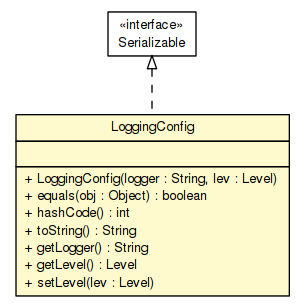 «interface»
Serializable
LoggingConfig
+ LoggingConfig(logger : String, lev : Level)
+ equals(obj : Object) : boolean
+ hashCode() : int
+ toString() : String
+ getLogger() : String
+ getLevel() : Level
+ setLevel(lev : Level)